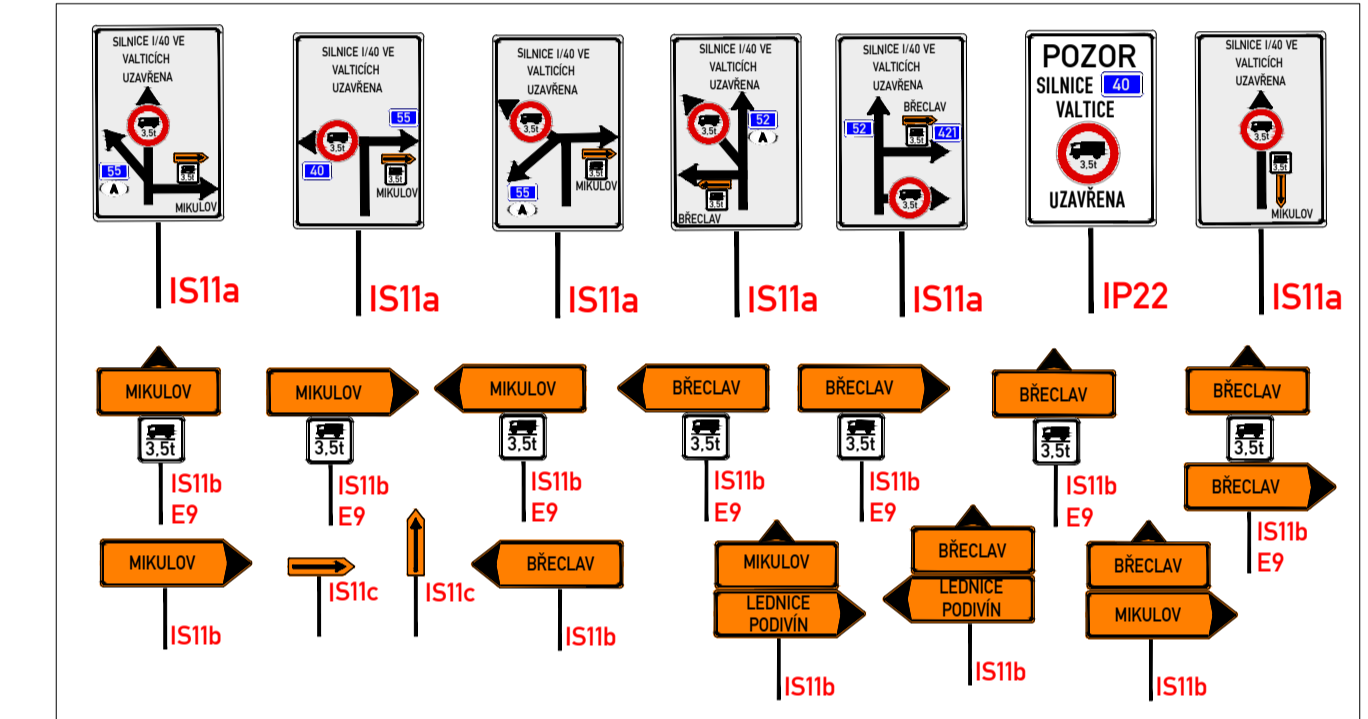 SILNICE I/40 VE
VALTICÍCH
UZAVŘENA
3,5t
55
A
3,5t
MIKULOV
IS11a
SILNICE I/40 VE
VALTICÍCH
UZAVŘENA
55
3,5t
40
3,5t
MIKULOV
IS11a
SILNICE I/40 VE
VALTICÍCH
UZAVŘENA
3,5t
3,5t
55
MIKULOV
A
IS11a
SILNICE I/40 VE
VALTICÍCH
UZAVŘENA
52
3,5t
A
3,5t
BŘECLAV
IS11a
SILNICE I/40 VE
VALTICÍCH
UZAVŘENA
BŘECLAV
52
421
3,5t
3,5t
IS11a
POZOR
SILNICE 40
VALTICE
3,5t
UZAVŘENA
IP22
SILNICE I/40 VE
VALTICÍCH
UZAVŘENA
3,5t
3,5t
MIKULOV
IS11a
MIKULOV
3,5t
IS11b
E9
MIKULOV
3,5t
IS11b
E9
MIKULOV
3,5t
IS11b
E9
BŘECLAV
3,5t
IS11b
E9
BŘECLAV
3,5t
IS11b
E9
BŘECLAV
3,5t
IS11b
E9
BŘECLAV
3,5t
BŘECLAV
IS11b
E9
MIKULOV
IS11b
IS11c
IS11c
BŘECLAV
IS11b
MIKULOV
LEDNICE
PODIVÍN
IS11b
BŘECLAV
LEDNICE
PODIVÍN
IS11b
BŘECLAV
MIKULOV
IS11b